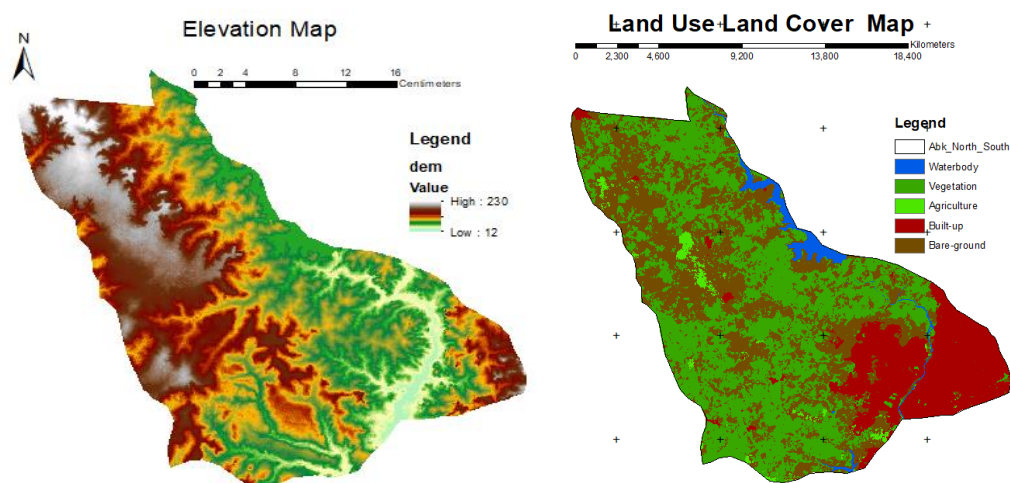 Elevation Map
N
0 2 4 8 12 16
Centimeters
Legend
dem
Value
High : 230
Low : 12
Land Use Land Cover Map
Kilometers
0 2,300 4,600 9,200 13,800 18,400
Legend
Abk_North_South
Waterbody
Vegetation
Agriculture
Built-up
Bare-ground